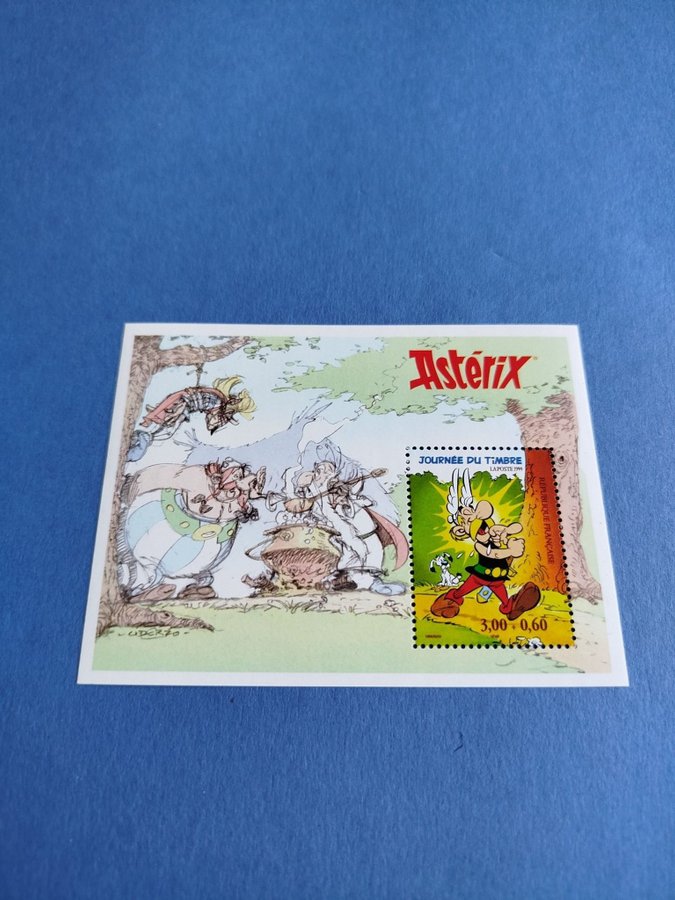 Astérix
JOURNÉE DU TIMBRE
LA POSTE 1999
RÉPUBLIQUE FRANÇAISE
3,00 + 0,60
- UDERZO -